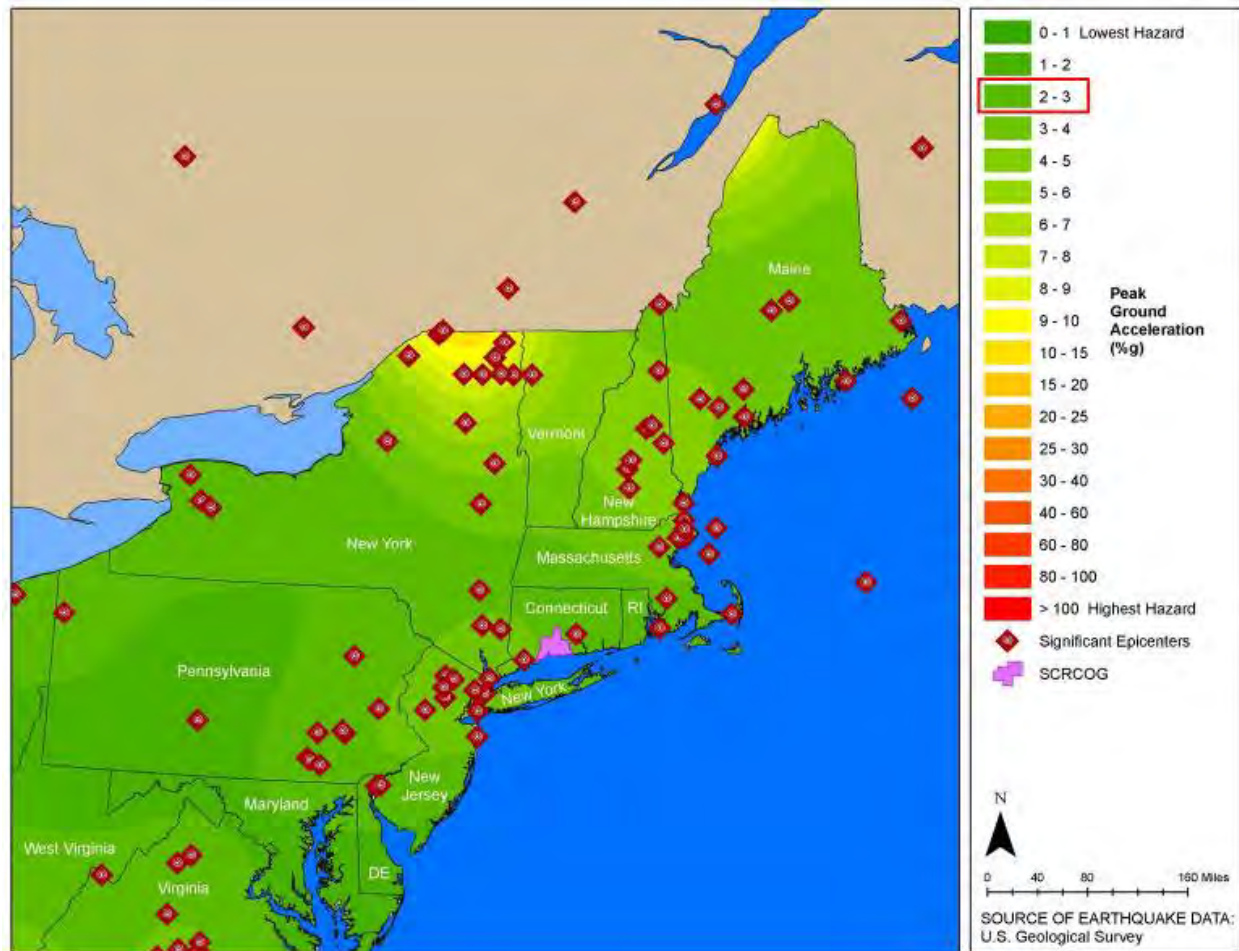 Maine
Vermont
New
Hampshire
New York
Massachusetts
Connecticut
RI
Pennsylvania
New York
New
Jersey
Maryland
West Virginia
DE
Virginia
0 - 1 Lowest Hazard
1 - 2
2 - 3
3 - 4
4 - 5
5 - 6
6 - 7
7 - 8
8 - 9
9 - 10
10 - 15
15 - 20
20 - 25
25 - 30
30 - 40
40 - 60
60 - 80
80 - 100
> 100 Highest Hazard
Peak
Ground
Acceleration
(%g)
Significant Epicenters
SCRCOG
N
0 40 80 160 Miles
SOURCE OF EARTHQUAKE DATA:
U.S. Geological Survey